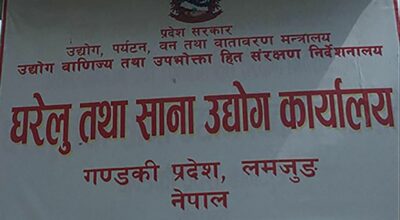 प्रदेश सरकार
उद्योग, पर्यटन, वन तथा वातावरण मन्त्रालय
उद्योग वाणिज्य तथा उपभोक्ता हित संरक्षण निर्देशनालय
घरेलु तथा साना उद्योग कार्यालय
गण्डकी प्रदेश, लमजुङ
नेपाल